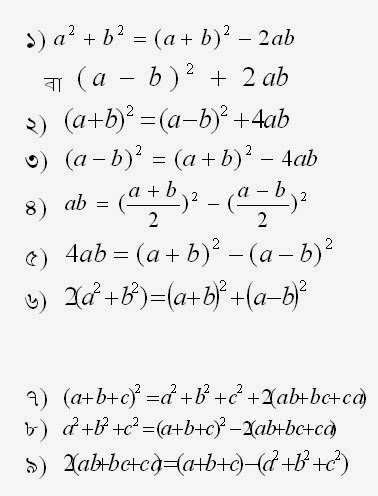 ১) a² + b² = (a + b)² − 2ab
বা (a − b)² + 2ab
২) (a+b)² =(a−b)² +4ab
৩) (a − b)² = (a + b)² − 4ab
৪) ab = ((a + b)/2)² − ((a − b)/2)²
৫) 4ab = (a + b)² − (a − b)²
৬) 2(a² + b²)=(a+b)² +(a−b)²
৭) (a+b+c)² =a² +b² +c² +2(ab+bc+ca)
৮) a² +b² +c² =(a+b+c)² −2(ab+bc+ca)
৯) 2(ab+bc+ca)=(a+b+c)−(a² +b² +c²)